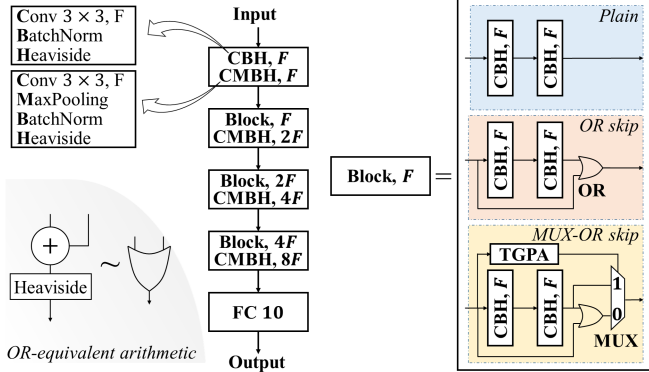 Conv 3 × 3, F
BatchNorm
Heaviside
Conv 3 × 3, F
MaxPooling
BatchNorm
Heaviside
Input
CBH, F
CMBH, F
Block, F
CMBH, 2F
Block, 2F
CMBH, 4F
Block, 4F
CMBH, 8F
FC 10
Output
+
Heaviside
~
OR-equivalent arithmetic
Block, F
=
Plain
CBH, F
CBH, F
OR skip
CBH, F
CBH, F
OR
MUX-OR skip
TGPA
CBH, F
CBH, F
1
0
MUX